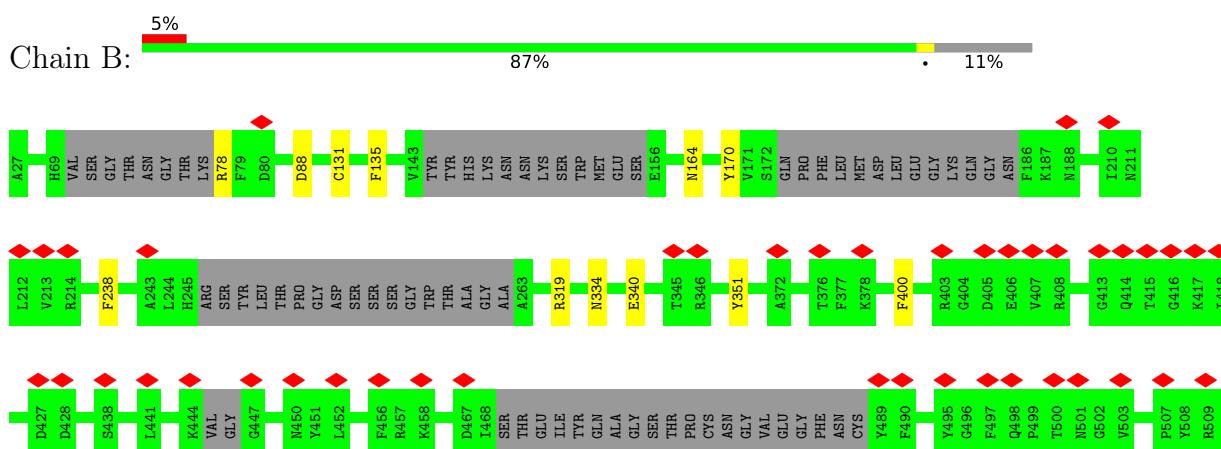 5%
Chain B:
87%
•
11%
A27 H69 VAL SER GLY THR ASN GLY THR LYS R78 F79 D80 D88 C131 F135 V143 TYR TYR HIS LYS ASN ASN LYS SER TRP MET GLU SER E156 N164 Y170 V171 S172 GLN PRO PHE LEU MET ASP LEU GLU GLY LYS GLN GLY ASN F186 K187 N188 I210 N211
L212 V213 R214 F238 A243 L244 H245 ARG SER TYR LEU THR PRO GLY ASP SER SER SER GLY TRP THR ALA GLY ALA A263 R319 N334 E340 T345 R346 Y351 A372 T376 F377 K378 F400 R403 G404 D405 E406 V407 R408 G413 Q414 T415 G416 K417 I418
D427 D428 S438 L441 K444 VAL GLY G447 N450 Y451 L452 F456 R457 K458 D467 I468 SER THR GLU ILE TYR GLN ALA GLY SER THR PRO CYS ASN GLY VAL GLU GLY PHE ASN CYS Y489 F490 Y495 G496 F497 Q498 P499 T500 N501 G502 V503 P507 Y508 R509